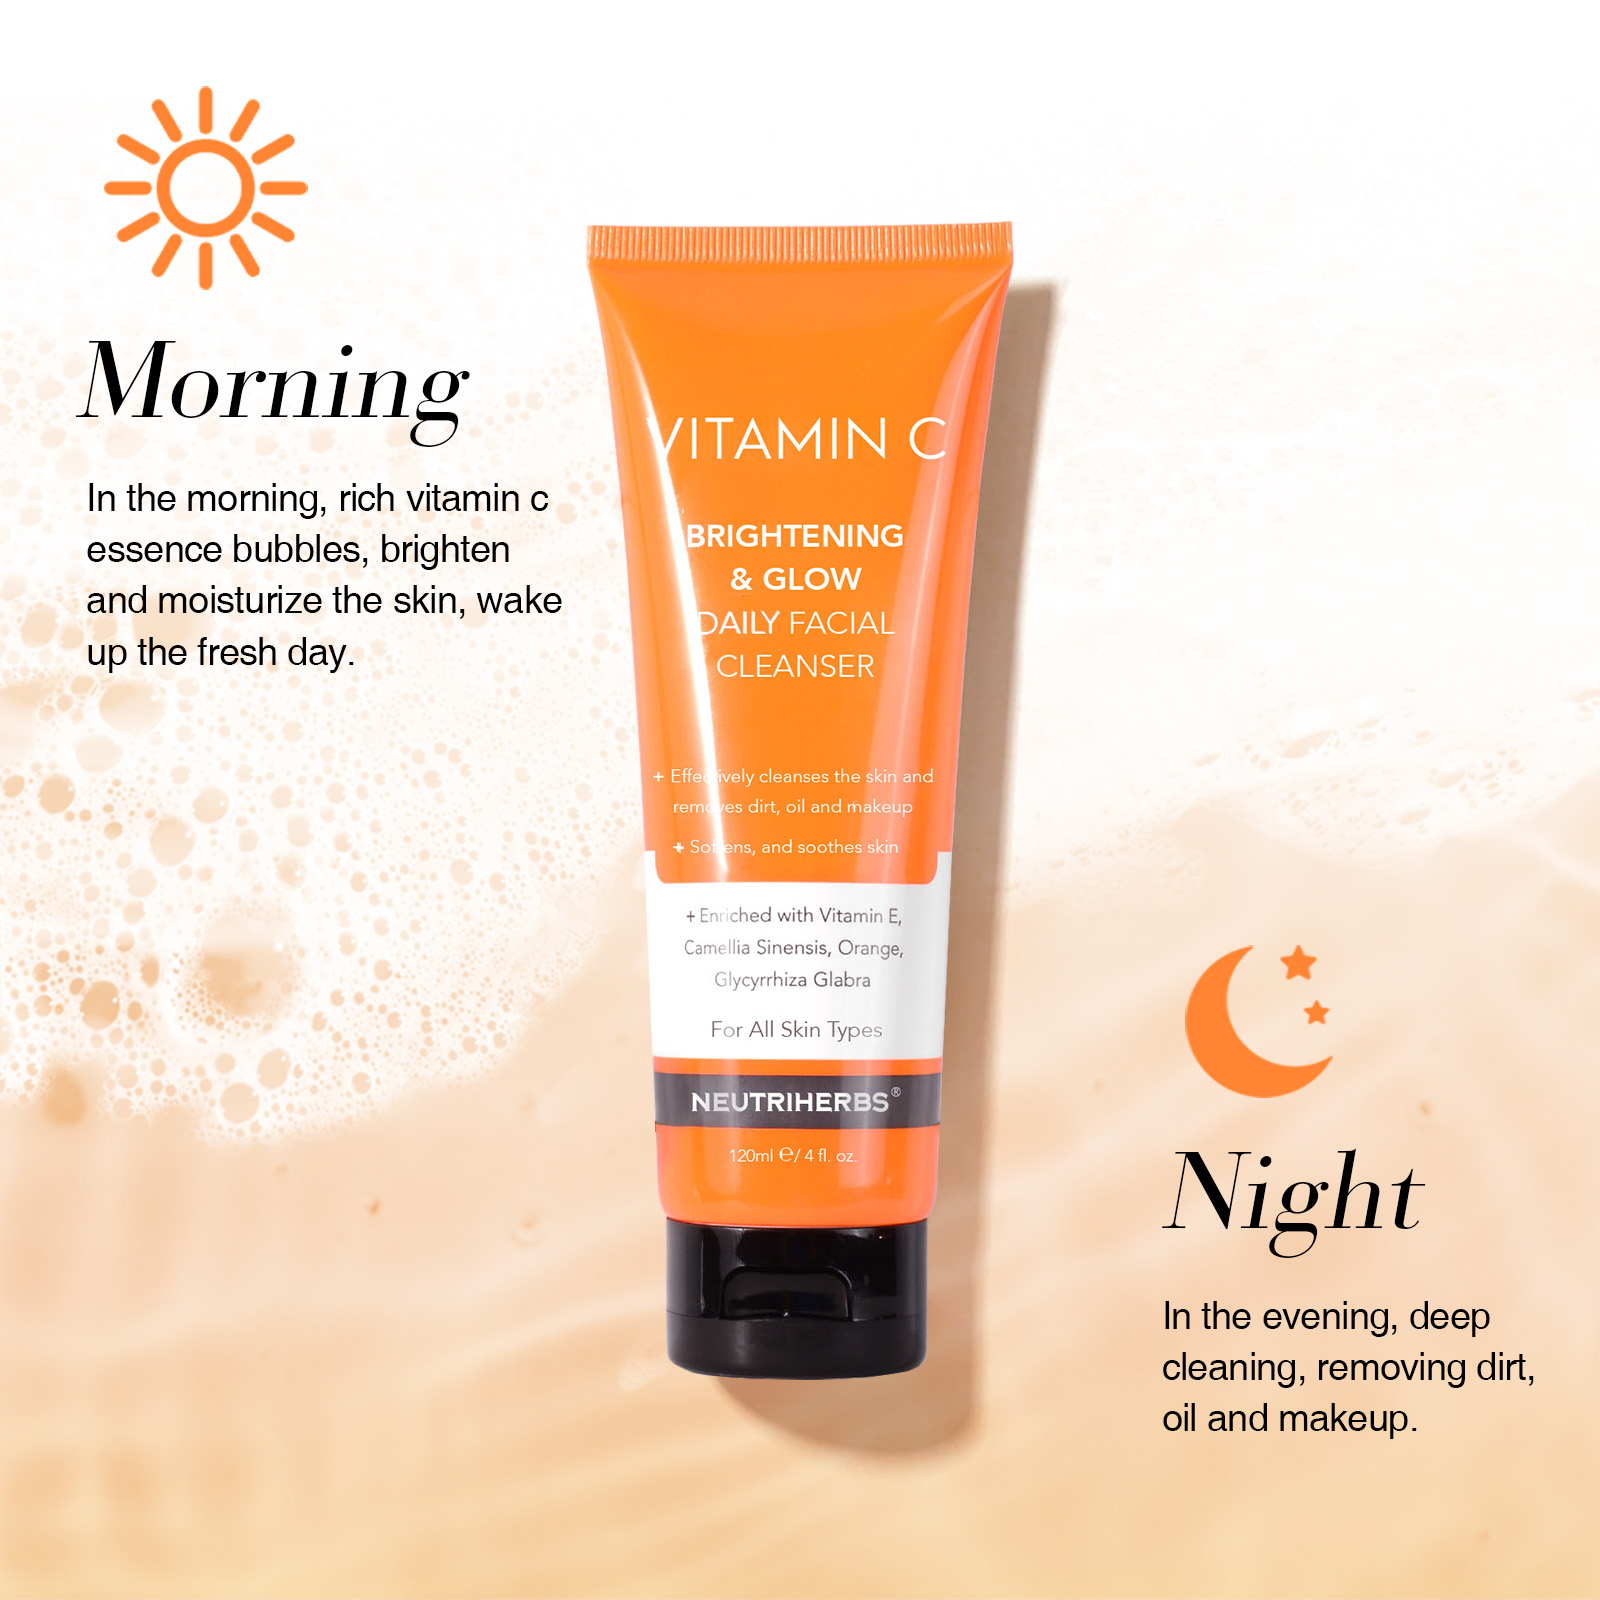 Morning
In the morning, rich vitamin c
essence bubbles, brighten
and moisturize the skin, wake
up the fresh day.
VITAMIN C
BRIGHTENING
& GLOW
DAILY FACIAL
CLEANSER
+ Effectively cleanses the skin and
removes dirt, oil and makeup
+ Softens, and soothes skin
+ Enriched with Vitamin E,
Camellia Sinensis, Orange,
Glycyrrhiza Glabra
For All Skin Types
NEUTRIHERBS®
120ml ℮/ 4 fl. oz.
Night
In the evening, deep
cleaning, removing dirt,
oil and makeup.